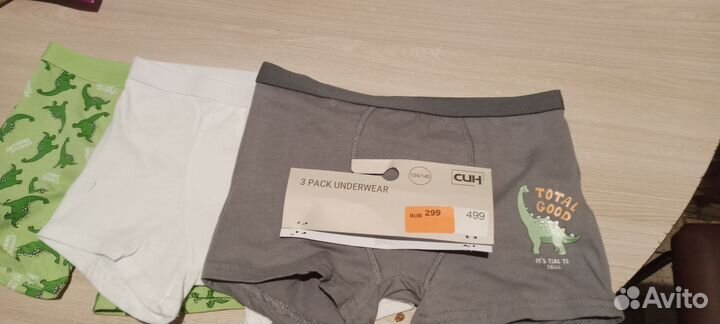 3 PACK UNDERWEAR
134/140
СИН
RUB 299
499
TOTAL
GOOD
IT'S TIME TO
CHILL
Avito